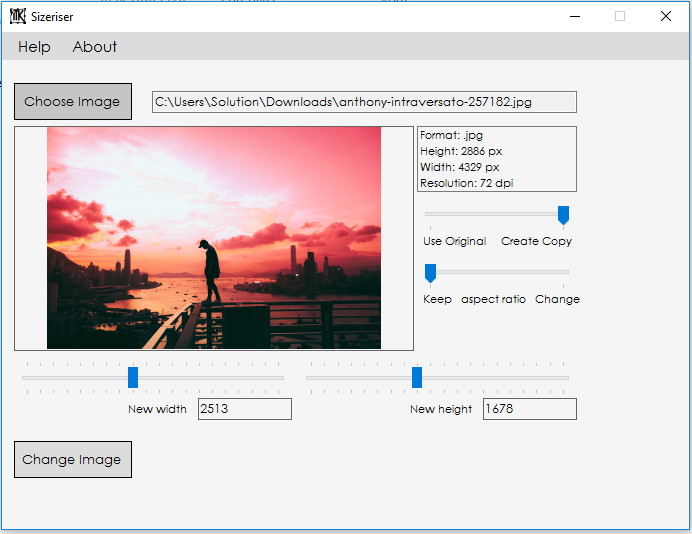 Sizeriser
Help About
Choose Image
C:\Users\Solution\Downloads\anthony-intraversato-257182.jpg
Format: .jpg
Height: 2886 px
Width: 4329 px
Resolution: 72 dpi
Use Original Create Copy
Keep aspect ratio Change
New width 2513
New height 1678
Change Image